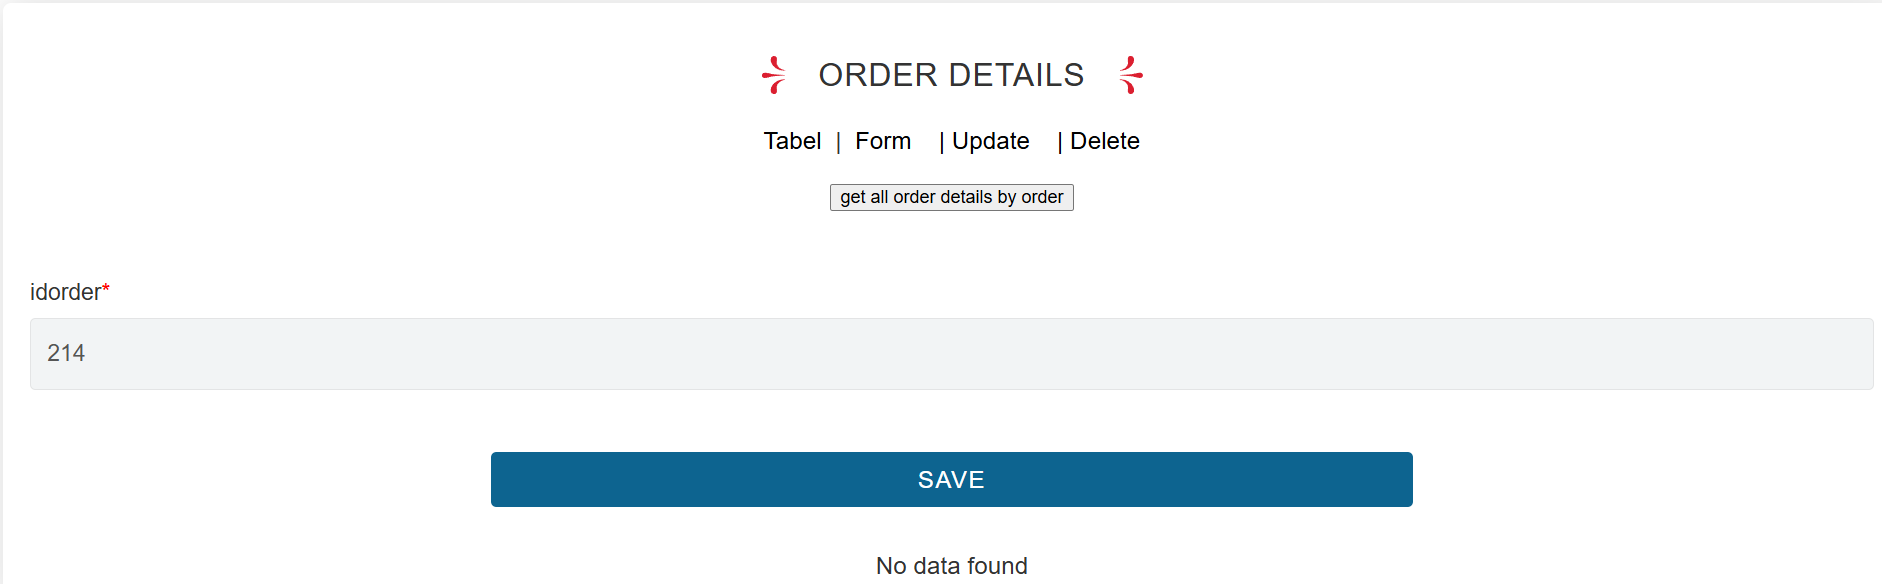 ORDER DETAILS
Tabel | Form | Update | Delete
get all order details by order
idorder*
214
SAVE
No data found